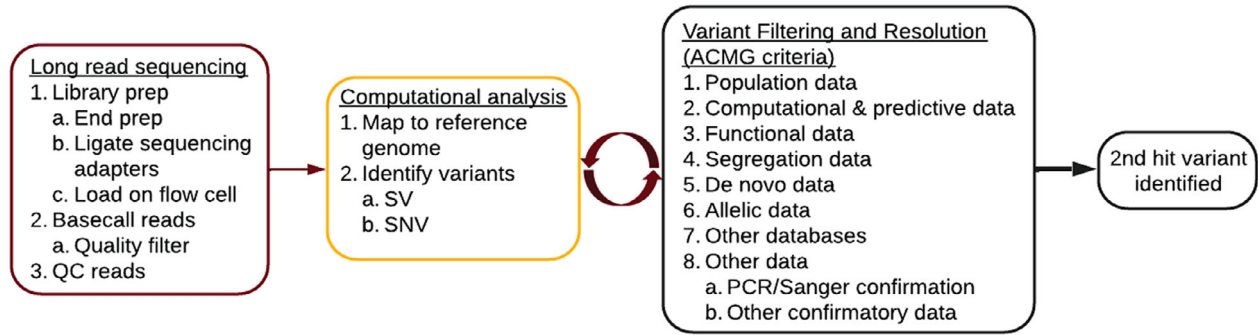 Long read sequencing
1. Library prep
a. End prep
b. Ligate sequencing
adapters
c. Load on flow cell
2. Basecall reads
a. Quality filter
3. QC reads
Computational analysis
1. Map to reference
genome
2. Identify variants
a. SV
b. SNV
Variant Filtering and Resolution
(ACMG criteria)
1. Population data
2. Computational & predictive data
3. Functional data
4. Segregation data
5. De novo data
6. Allelic data
7. Other databases
8. Other data
a. PCR/Sanger confirmation
b. Other confirmatory data
2nd hit variant
identified